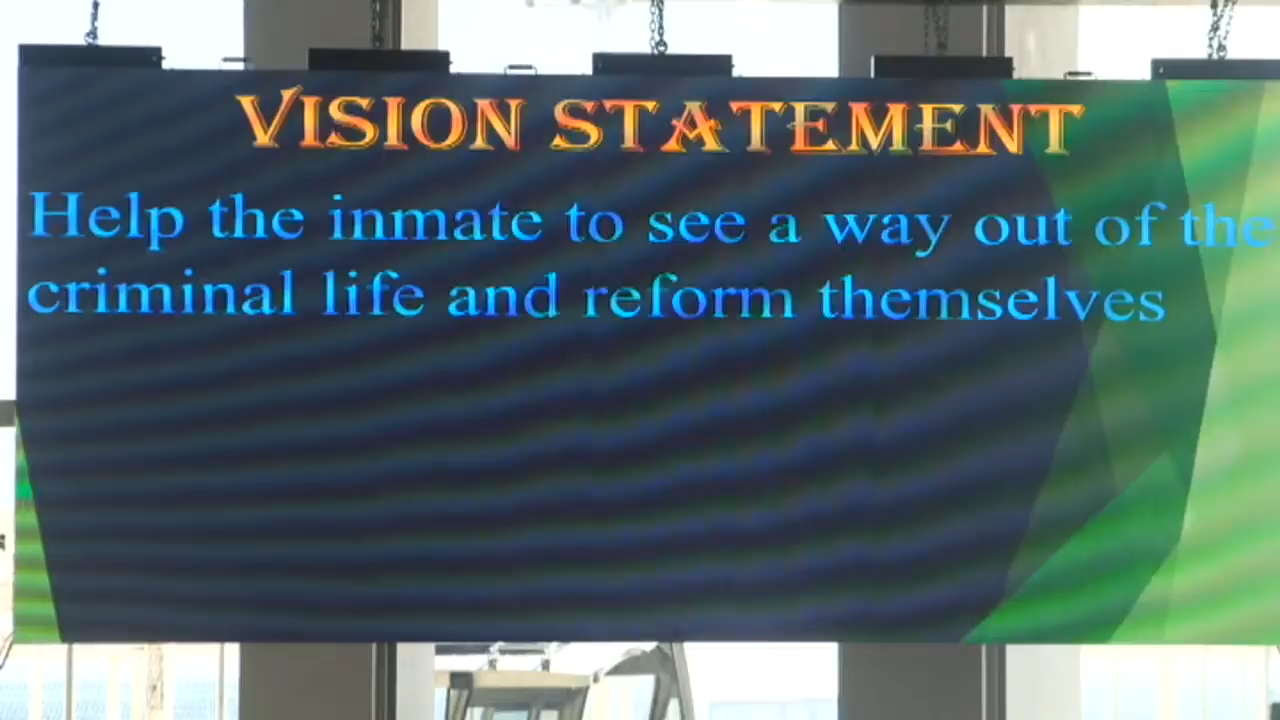 VISION STATEMENT
Help the inmate to see a way out of the
criminal life and reform themselves